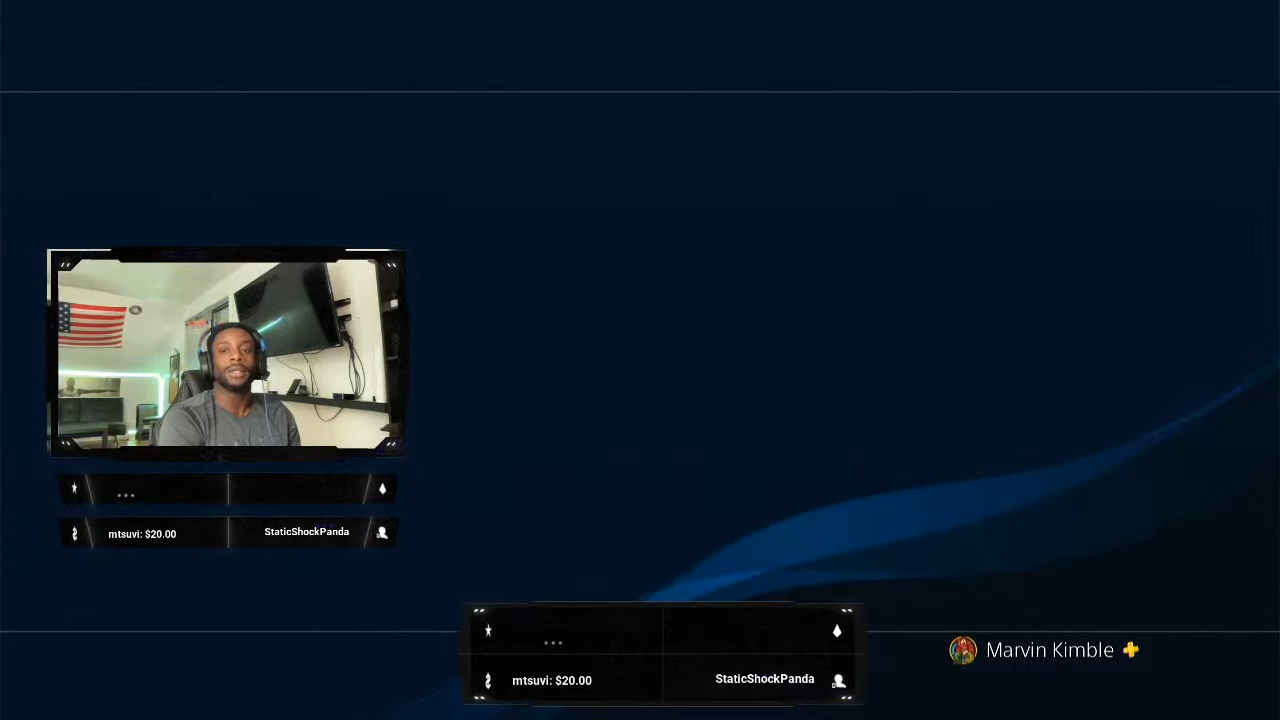 ...
mtsuvi: $20.00
StaticShockPanda
...
mtsuvi: $20.00
StaticShockPanda
Marvin Kimble